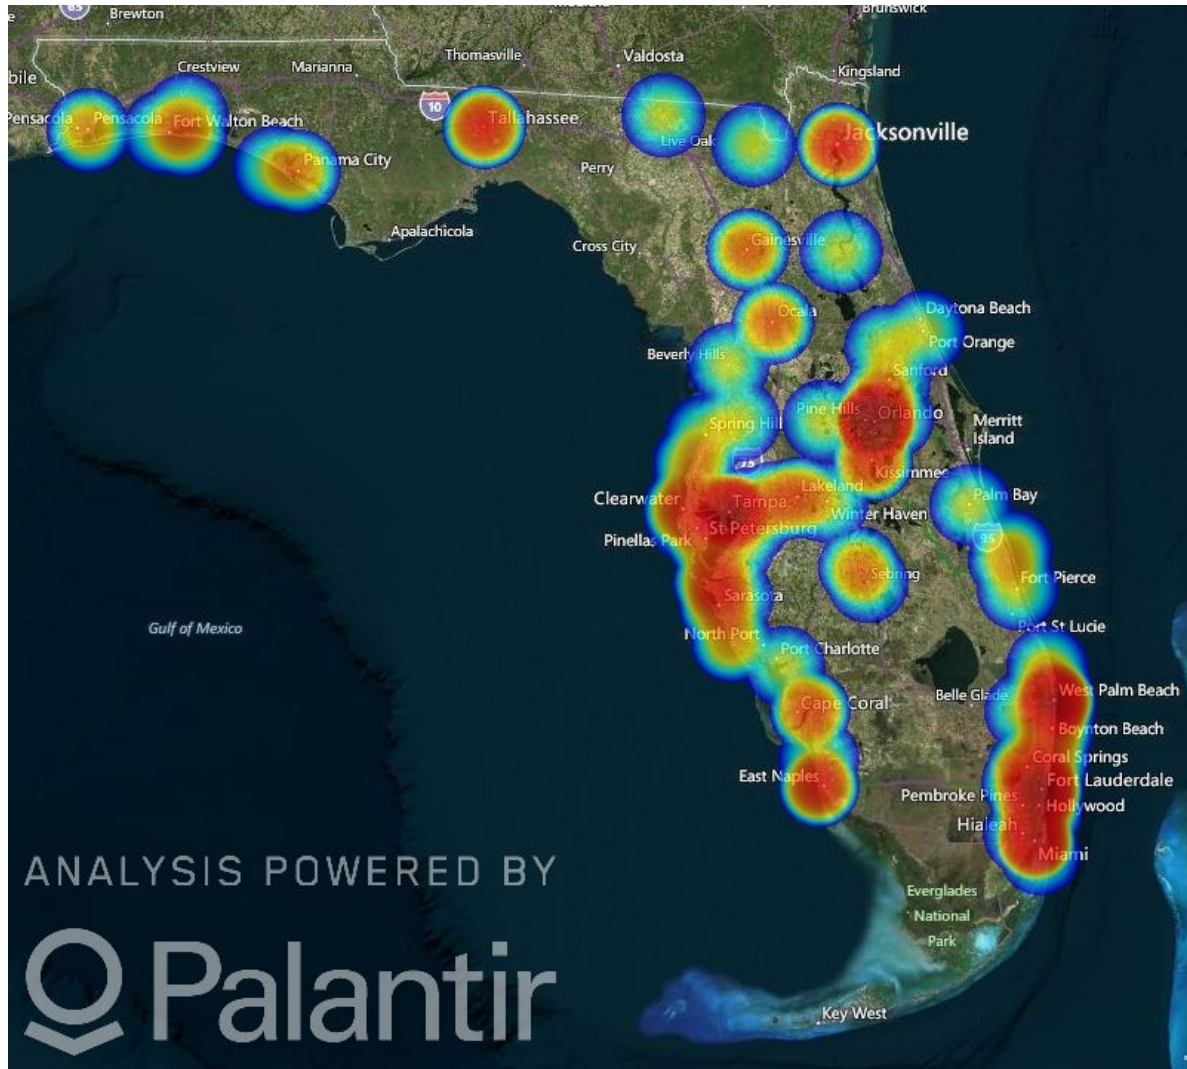 65
Brewton
Brunswick
Thomasville
Valdosta
Crestview
Marianna
Kingsland
bile
10
Pensacola
Pensacola
Fort Walton Beach
Tallahassee
Jacksonville
Live Oak
Panama City
Perry
Apalachicola
Cross City
Gainesville
Ocala
Daytona Beach
Port Orange
Beverly Hills
Sanford
Pine Hills
Orlando
Spring Hill
Merritt
Island
75
Kissimmee
Clearwater
Tampa
Lakeland
Palm Bay
Winter Haven
St Petersburg
Pinellas Park
95
Sebring
Fort Pierce
Sarasota
Gulf of Mexico
North Port
Port St Lucie
Port Charlotte
Cape Coral
Belle Glade
West Palm Beach
Boynton Beach
Coral Springs
East Naples
Fort Lauderdale
Pembroke Pines
Hollywood
Hialeah
Miami
ANALYSIS POWERED BY
Palantir
Everglades
National
Park
Key West